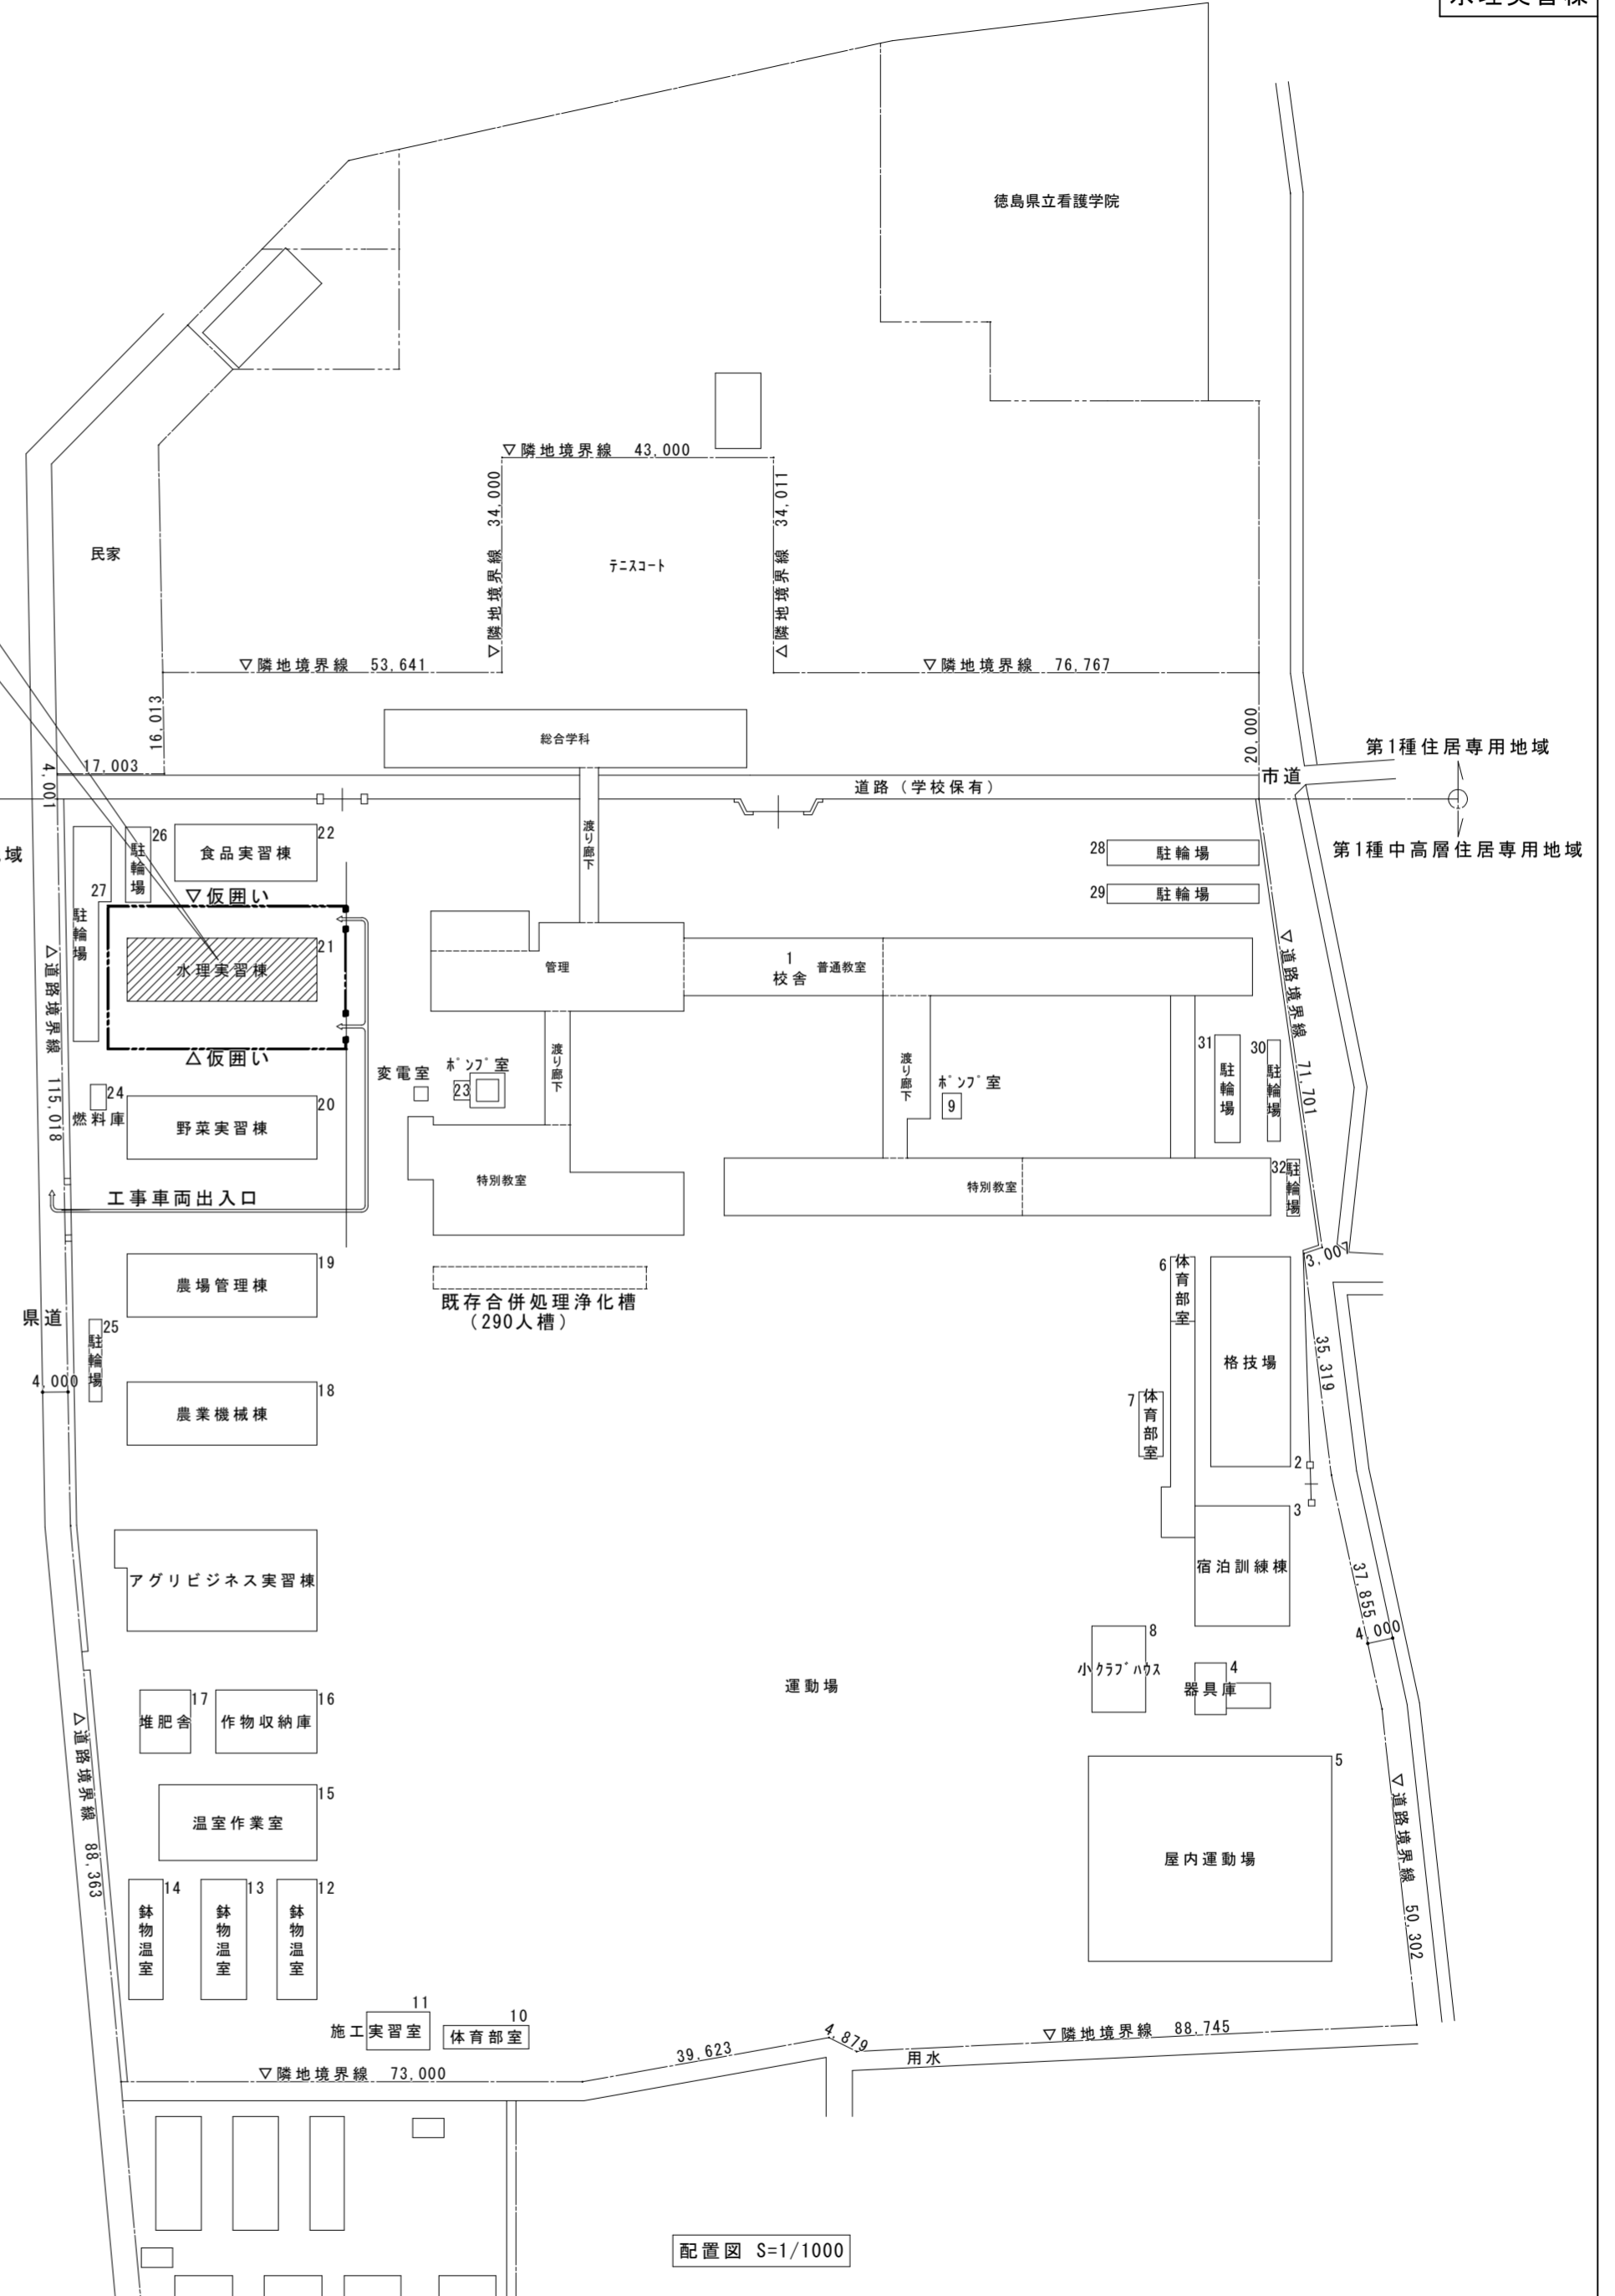 徳島県立看護学院
▽隣地境界線 43,000
▽隣地境界線 34,000
△隣地境界線 34,011
テニスコート
民家
▽隣地境界線 53,641
▽隣地境界線 76,767
16,013
20,000
総合学科
第1種住居専用地域
17,003
4,001
市道
道路(学校保有)
第1種中高層住居専用地域
域
渡り廊下
26
駐輪場
22
食品実習棟
28
駐輪場
27
駐輪場
29
駐輪場
▽仮囲い
21
水理実習棟
管理
1
校舎
普通教室
△道路境界線 115,018
▽道路境界線 71,701
△仮囲い
31
駐輪場
30
駐輪場
変電室
ポンプ室
23
渡り廊下
渡り廊下
ポンプ室
9
24
燃料庫
20
野菜実習棟
特別教室
特別教室
32
駐輪場
工事車両出入口
3,007
19
農場管理棟
6
体育部室
既存合併処理浄化槽
(290人槽)
県道
25
駐輪場
35,319
格技場
4,000
18
農業機械棟
7
体育部室
2
3
宿泊訓練棟
アグリビジネス実習棟
37,855
4,000
8
小クラブハウス
4
器具庫
運動場
17
堆肥舎
16
作物収納庫
△道路境界線 88,363
5
屋内運動場
▽道路境界線 50,302
15
温室作業室
14
鉢物温室
13
鉢物温室
12
鉢物温室
11
施工実習室
10
体育部室
4,879
▽隣地境界線 88.745
39,623
用水
▽隣地境界線 73,000
配置図 S=1/1000